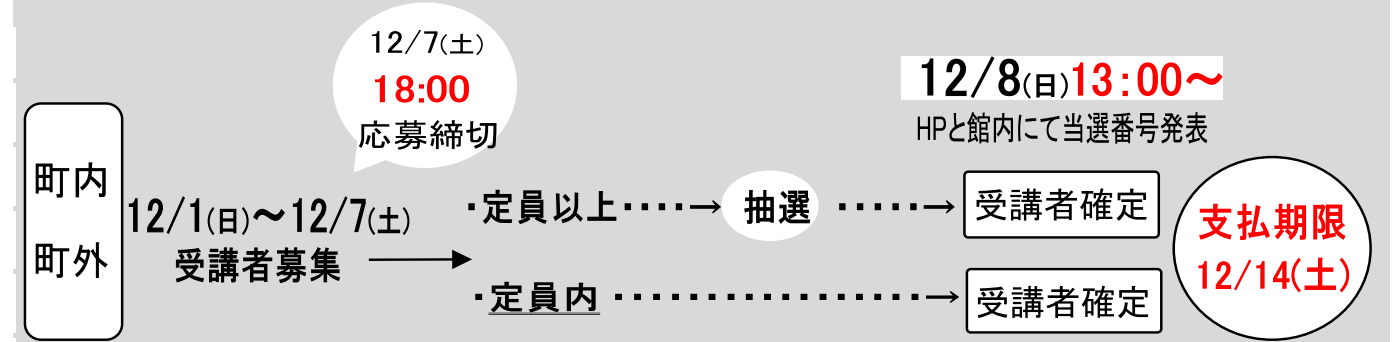 12/7(土)
18:00
応募締切
12/8(日)13:00～
HPと館内にて当選番号発表
町内
町外
12/1(日)～12/7(土)
受講者募集
・定員以上‥‥→ 抽選 ‥‥‥→ 受講者確定
・定員内 ‥‥‥‥‥‥‥‥→ 受講者確定
支払期限
12/14(土)